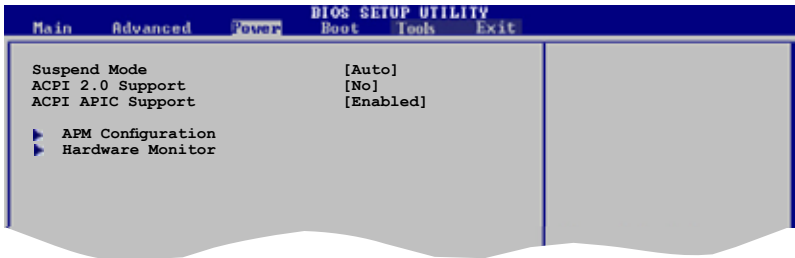 BIOS SETUP UTILITY
Main Advanced Power Boot Tools Exit
Suspend Mode [Auto]
ACPI 2.0 Support [No]
ACPI APIC Support [Enabled]
APM Configuration
Hardware Monitor